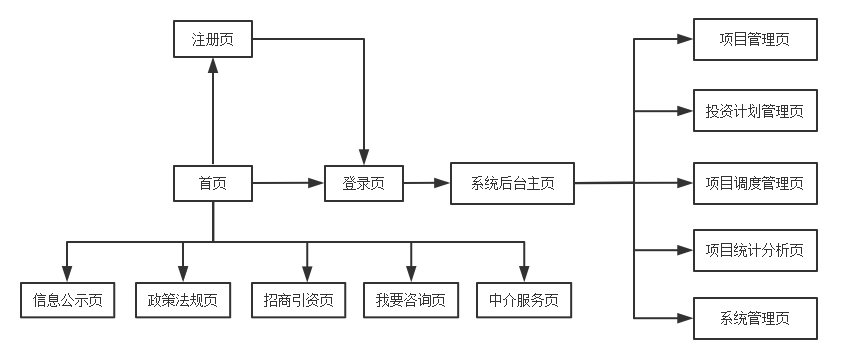 注册页
项目管理页
投资计划管理页
首页
登录页
系统后台主页
项目调度管理页
项目统计分析页
信息公示页
政策法规页
招商引资页
我要咨询页
中介服务页
系统管理页